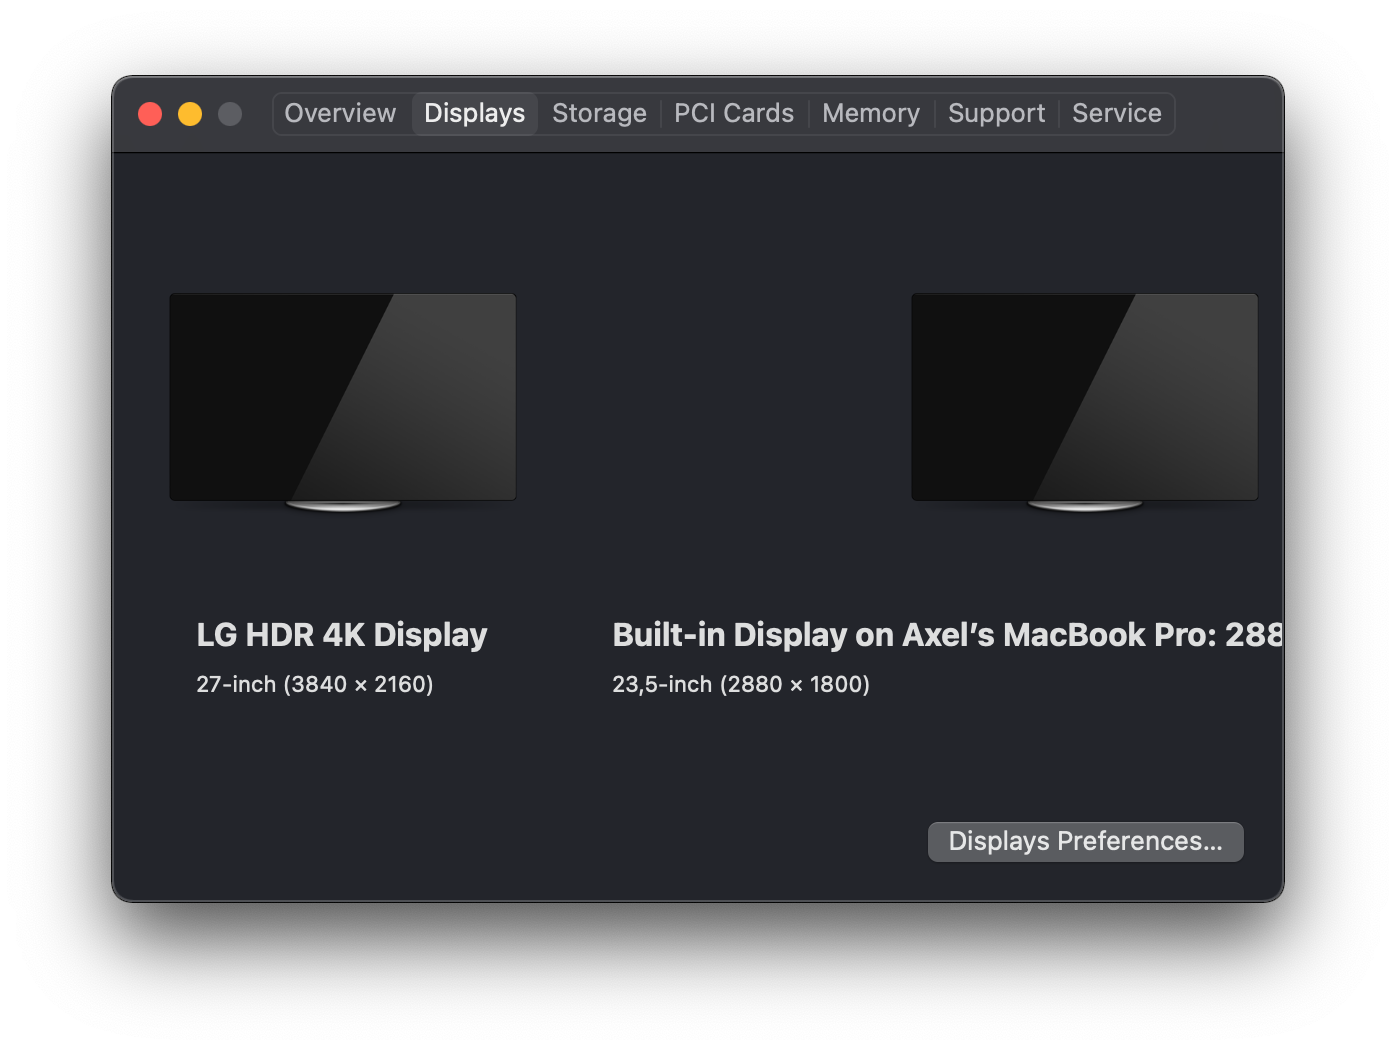 Overview Displays Storage PCI Cards Memory Support Service
LG HDR 4K Display
27-inch (3840 × 2160)
Built-in Display on Axel’s MacBook Pro: 288
23,5-inch (2880 × 1800)
Displays Preferences...